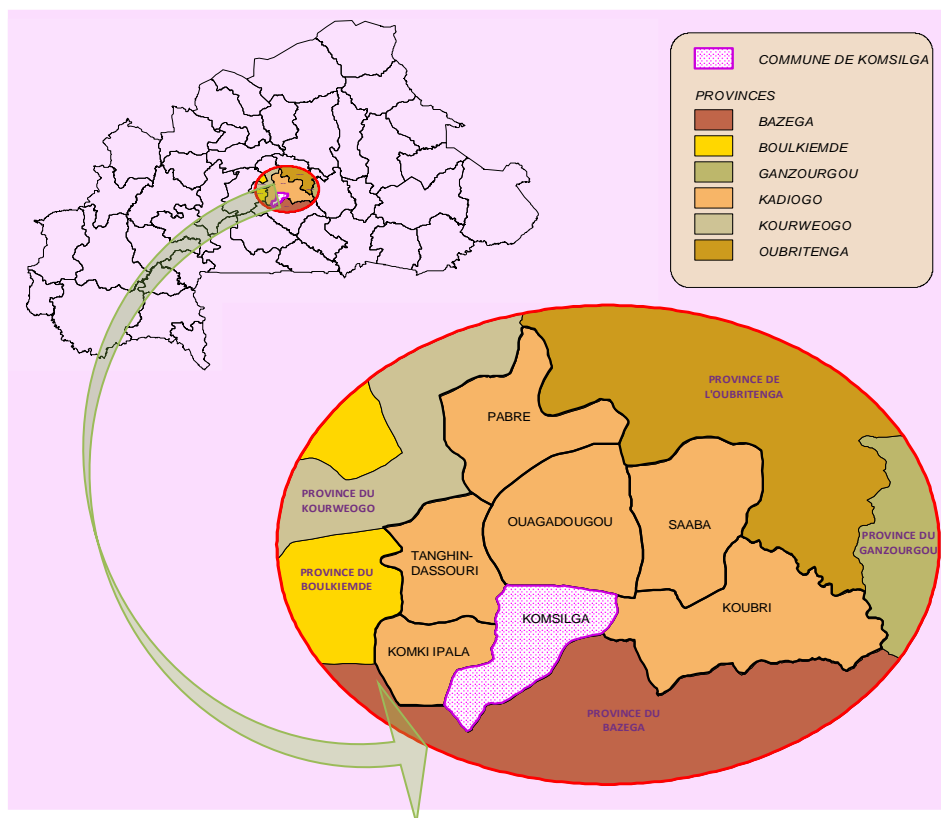 COMMUNE DE KOMSILGA
PROVINCES
BAZEGA
BOULKIEMDE
GANZOURGOU
KADIOGO
KOURWEOGO
OUBRITENGA
PROVINCE DE
L'OUBRITENGA
PABRE
PROVINCE DU
KOURWEOGO
OUAGADOUGOU
SAABA
PROVINCE DU
GANZOURGOU
TANGHIN-
DASSOURI
PROVINCE DU
BOULKIEMDE
KOUBRI
KOMSILGA
KOMKI IPALA
PROVINCE DU
BAZEGA